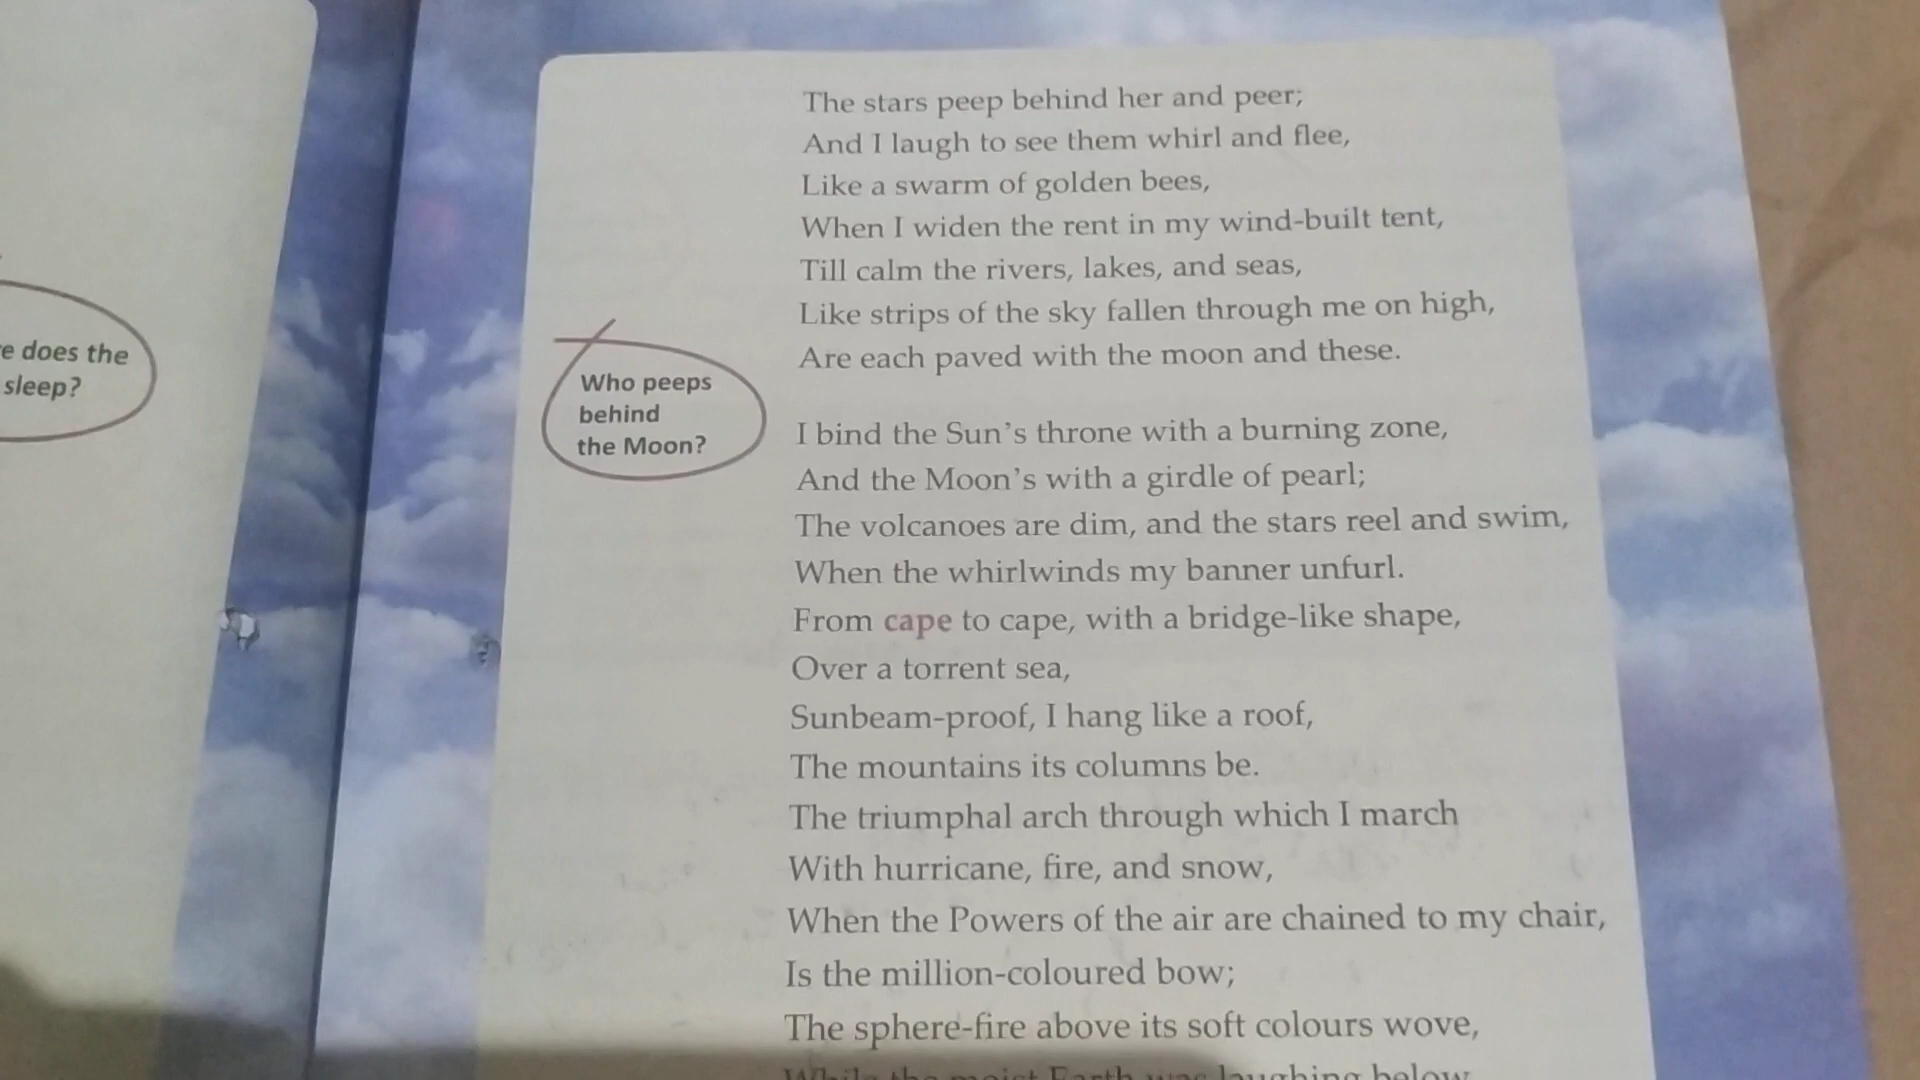 e does the
sleep?
The stars peep behind her and peer;
And I laugh to see them whirl and flee,
Like a swarm of golden bees,
When I widen the rent in my wind-built tent,
Till calm the rivers, lakes, and seas,
Like strips of the sky fallen through me on high,
Are each paved with the moon and these.
Who peeps
behind
the Moon?
I bind the Sun's throne with a burning zone,
And the Moon's with a girdle of pearl;
The volcanoes are dim, and the stars reel and swim,
When the whirlwinds my banner unfurl.
From cape to cape, with a bridge-like shape,
Over a torrent sea,
Sunbeam-proof, I hang like a roof,
The mountains its columns be.
The triumphal arch through which I march
With hurricane, fire, and snow,
When the Powers of the air are chained to my chair,
Is the million-coloured bow;
The sphere-fire above its soft colours wove,
While the moist Earth was laughing below